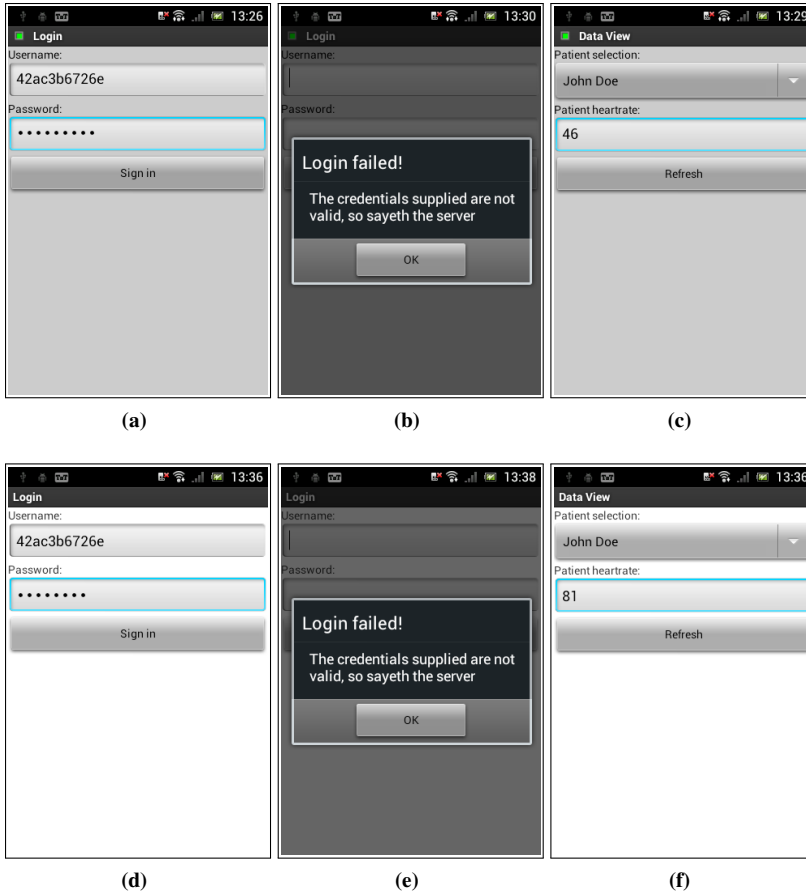 13:26
Login
Username:
42ac3b6726e
Password:
•••••••••
Sign in
(a)
13:30
Login
Username:
Password:
Login failed!
The credentials supplied are not
valid, so sayeth the server
OK
(b)
13:29
Data View
Patient selection:
John Doe
Patient heartrate:
46
Refresh
(c)
13:36
Login
Username:
42ac3b6726e
Password:
••••••••
Sign in
(d)
13:38
Login
Username:
Password:
Login failed!
The credentials supplied are not
valid, so sayeth the server
OK
(e)
13:36
Data View
Patient selection:
John Doe
Patient heartrate:
81
Refresh
(f)